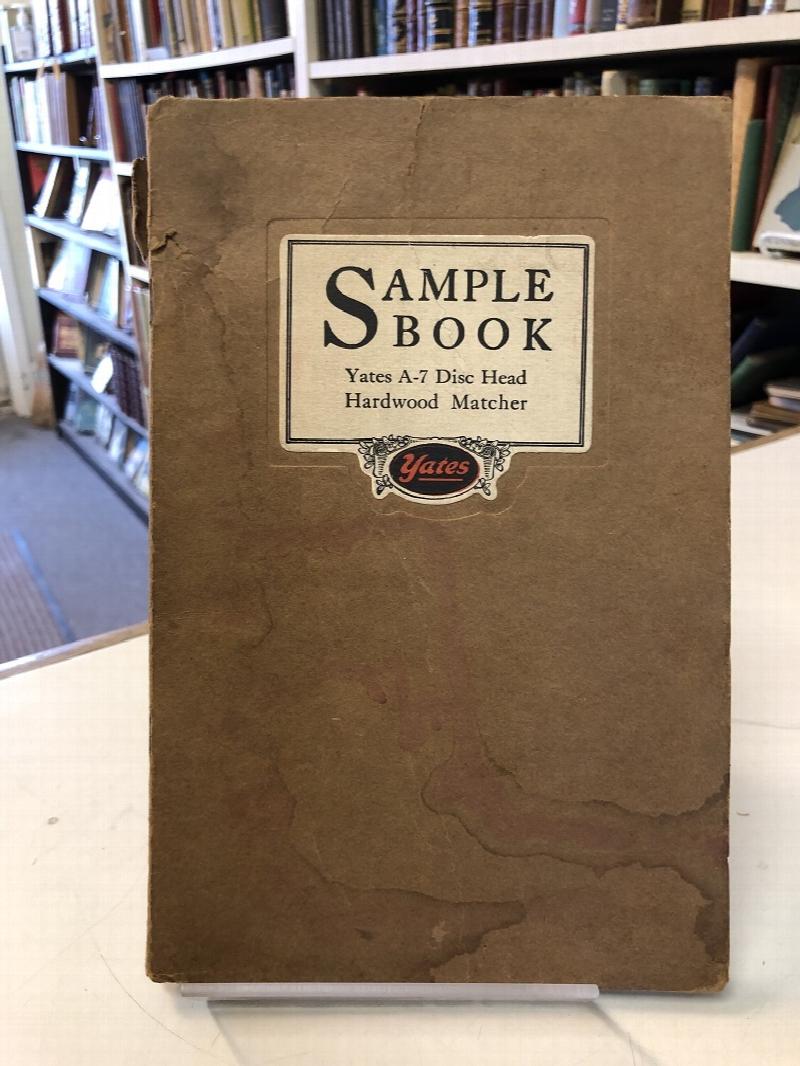 SAMPLE
BOOK
Yates A-7 Disc Head
Hardwood Matcher
Yates